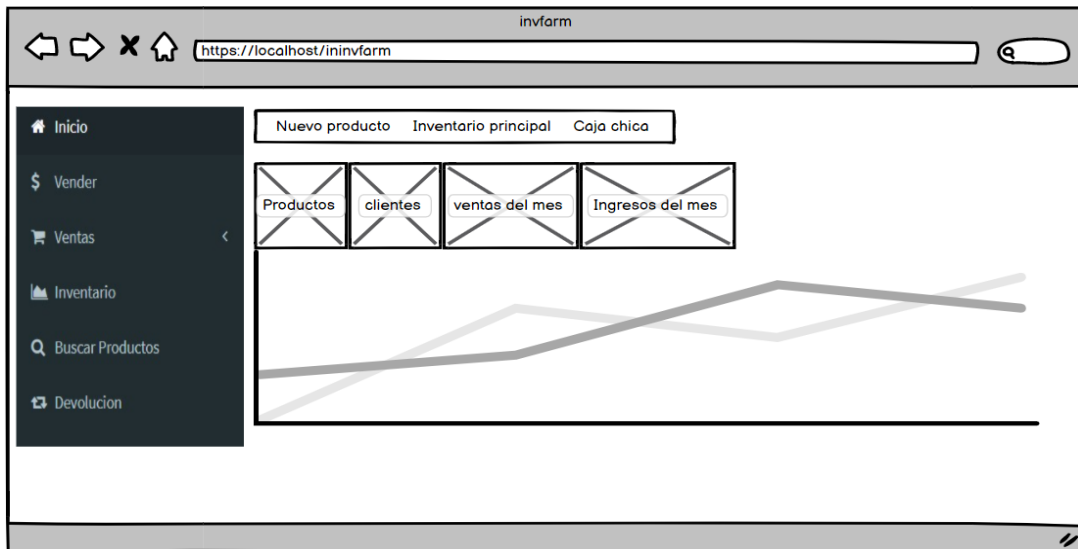 invfarm
https://localhost/ininvfarm
Inicio
Vender
Ventas
Inventario
Buscar Productos
Devolucion
Nuevo producto Inventario principal Caja chica
Productos clientes ventas del mes Ingresos del mes